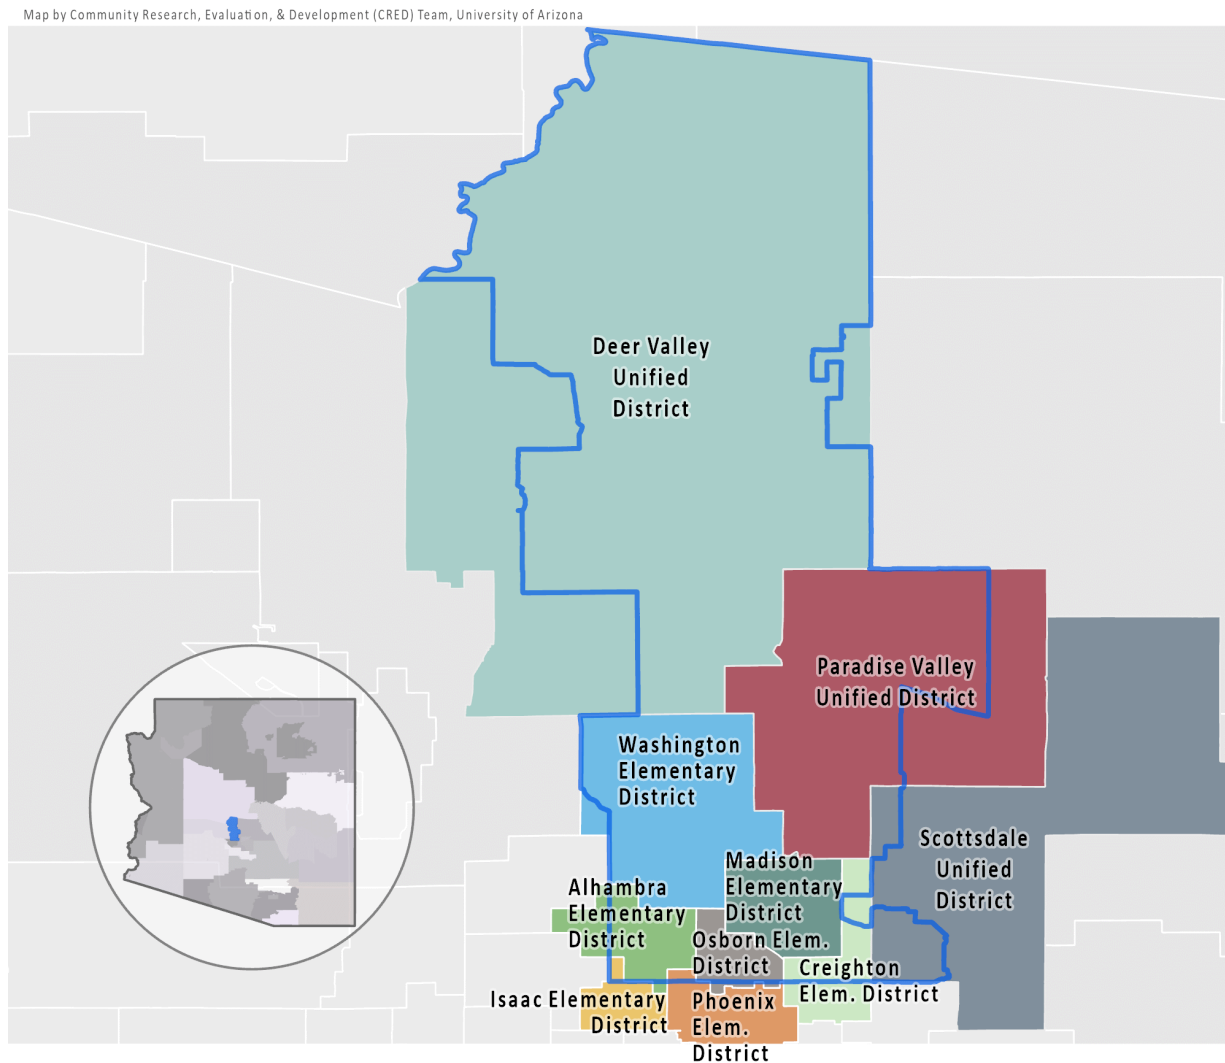 Map by Community Research, Evaluation, & Development (CRED) Team, University of Arizona
Deer Valley
Unified
District
Paradise Valley
Unified District
Washington
Elementary
District
Scottsdale
Unified
District
Madison
Elementary
District
Alhambra
Elementary
District
Osborn Elem.
District
Creighton
Elem. District
Isaac Elementary
District
Phoenix
Elem.
District